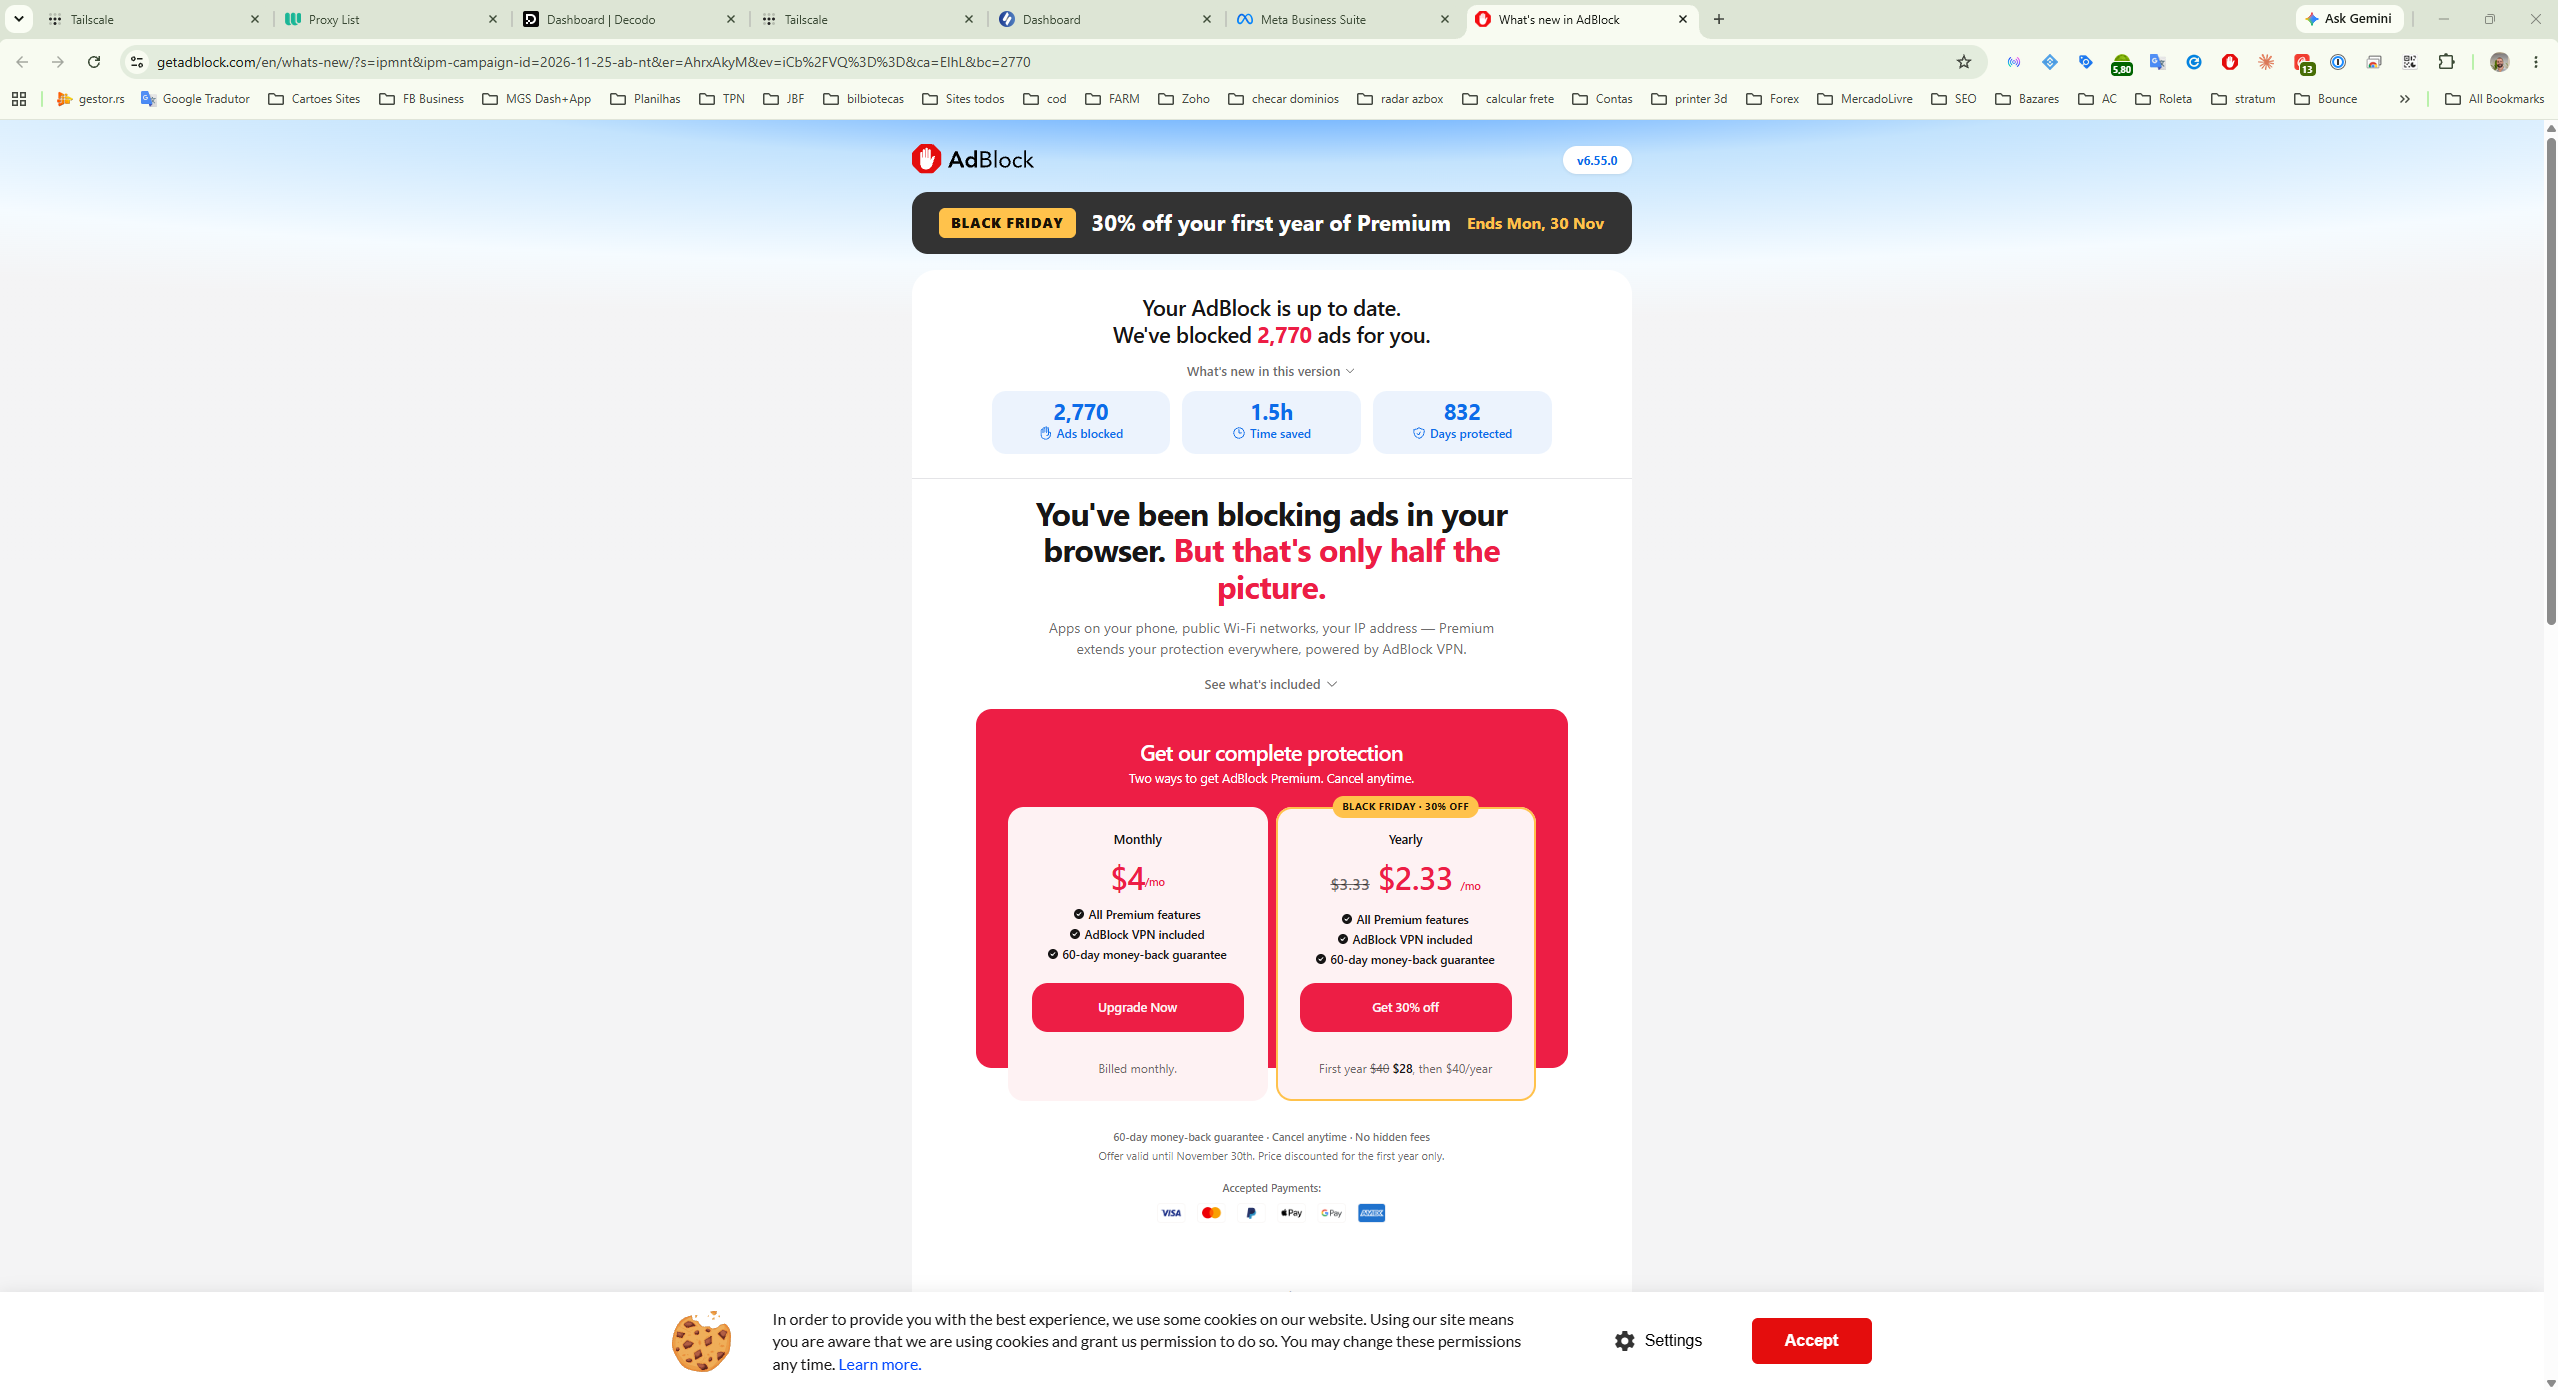 Tailscale
Proxy List
Dashboard | Decodo
Tailscale
Dashboard
Meta Business Suite
What's new in AdBlock
Ask Gemini
getadblock.com/en/whats-new/?s=ipmnt&ipm-campaign-id=2026-11-25-ab-nt&er=AhrxAkyM&ev=iCb%2FVQ%3D%3D&ca=ElhL&bc=2770
5,80
13
gestor.rs
Google Tradutor
Cartoes Sites
FB Business
MGS Dash+App
Planilhas
TPN
JBF
bilbiotecas
Sites todos
cod
FARM
Zoho
checar dominios
radar azbox
calcular frete
Contas
printer 3d
Forex
MercadoLivre
SEO
Bazares
AC
Roleta
stratum
Bounce
All Bookmarks
AdBlock
v6.55.0
BLACK FRIDAY 30% off your first year of Premium Ends Mon, 30 Nov
Your AdBlock is up to date.
We've blocked 2,770 ads for you.
What's new in this version
2,770
Ads blocked
1.5h
Time saved
832
Days protected
You've been blocking ads in your
browser. But that's only half the
picture.
Apps on your phone, public Wi-Fi networks, your IP address — Premium
extends your protection everywhere, powered by AdBlock VPN.
See what's included
Get our complete protection
Two ways to get AdBlock Premium. Cancel anytime.
Monthly
$4/mo
All Premium features
AdBlock VPN included
60-day money-back guarantee
Upgrade Now
Billed monthly.
BLACK FRIDAY · 30% OFF
Yearly
$3.33 $2.33 /mo
All Premium features
AdBlock VPN included
60-day money-back guarantee
Get 30% off
First year $40 $28, then $40/year
60-day money-back guarantee · Cancel anytime · No hidden fees
Offer valid until November 30th. Price discounted for the first year only.
Accepted Payments:
VISA
Pay
G Pay
AMEX
In order to provide you with the best experience, we use some cookies on our website. Using our site means
you are aware that we are using cookies and grant us permission to do so. You may change these permissions
any time. Learn more.
Settings
Accept